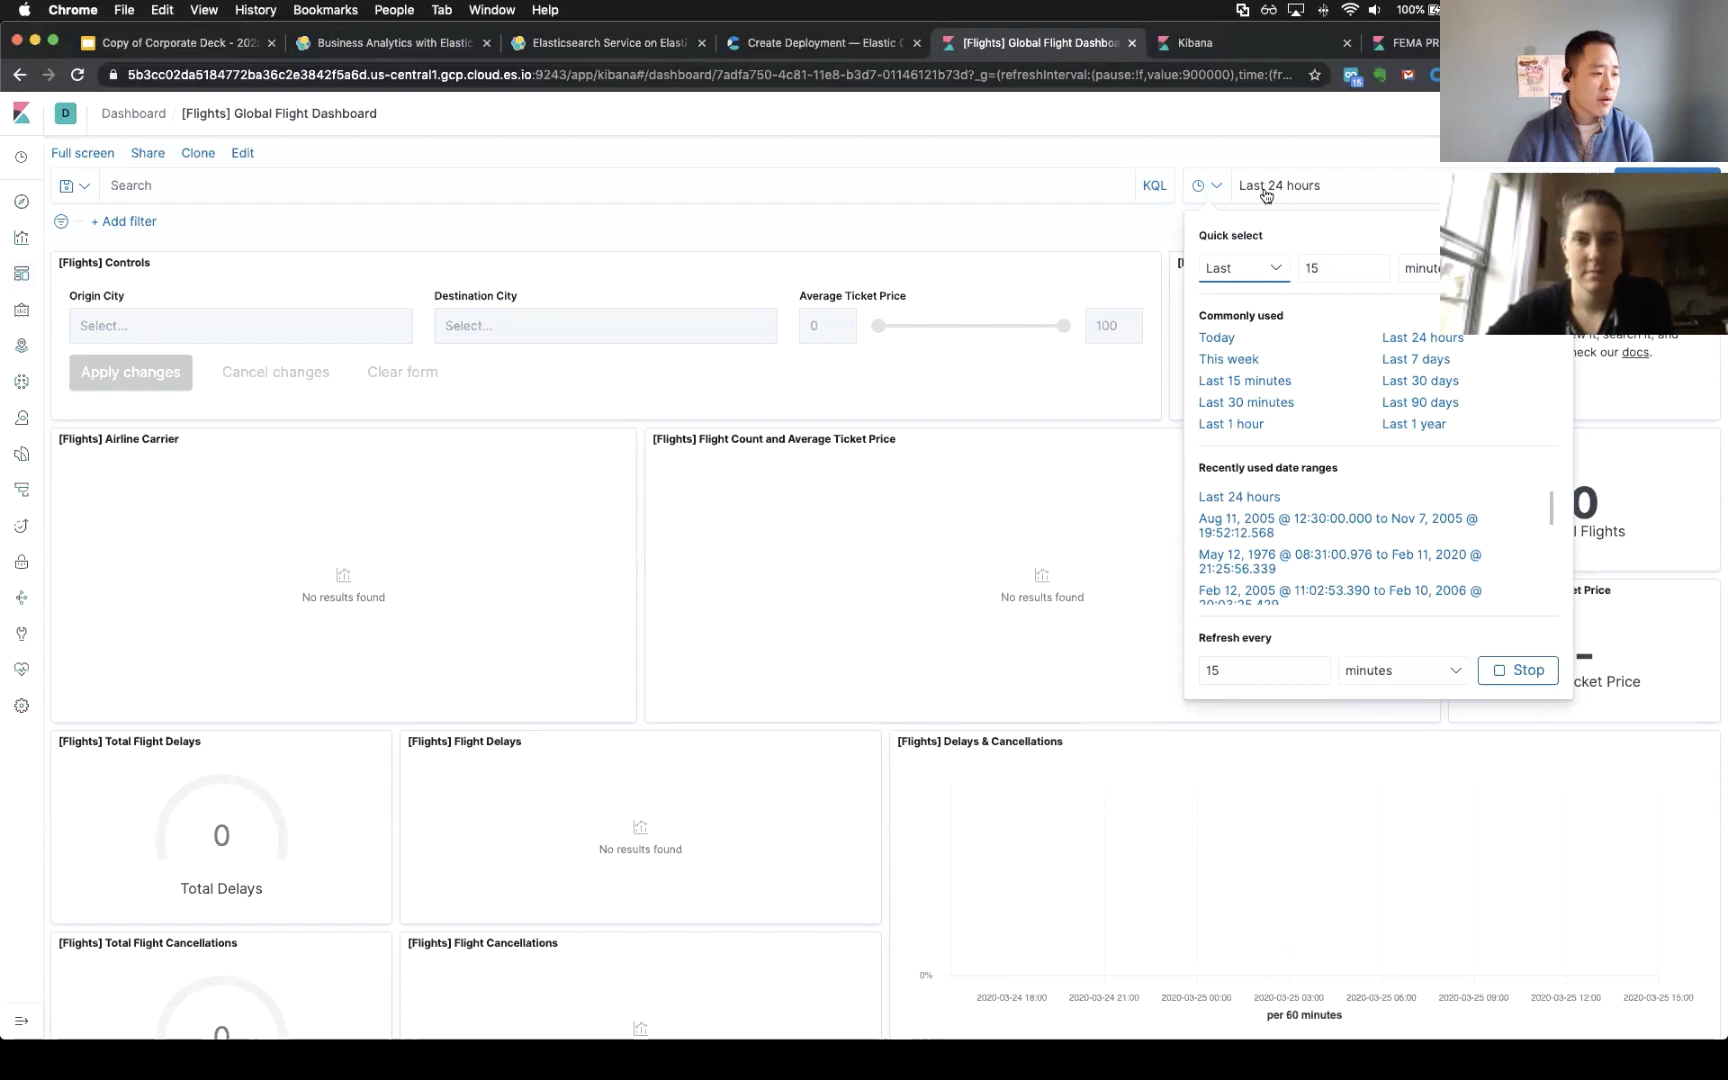 Chrome File Edit View History Bookmarks People Tab Window Help 100%
Copy of Corporate Deck - 202 Business Analytics with Elastic Elasticsearch Service on Elast Create Deployment — Elastic C [Flights] Global Flight Dashboa Kibana FEMA PR
5b3cc02da5184772ba36c2e3842f5a6d.us-central1.gcp.cloud.es.io:9243/app/kibana#/dashboard/7adfa750-4c81-11e8-b3d7-01146121b73d?_g=(refreshInterval:(pause:!f,value:900000),time:(fr... 15
D Dashboard / [Flights] Global Flight Dashboard
Full screen Share Clone Edit
Search KQL Last 24 hours
+ Add filter
Quick select
Last 15 minute
[Flights] Controls
Origin City Destination City Average Ticket Price
Select... Select... 0 100
Apply changes Cancel changes Clear form
Commonly used
Today Last 24 hours
This week Last 7 days
Last 15 minutes Last 30 days
Last 30 minutes Last 90 days
Last 1 hour Last 1 year
search it, and
heck our docs.
[Flights] Airline Carrier [Flights] Flight Count and Average Ticket Price
Recently used date ranges
Last 24 hours
Aug 11, 2005 @ 12:30:00.000 to Nov 7, 2005 @
19:52:12.568
May 12, 1976 @ 08:31:00.976 to Feb 11, 2020 @
21:25:56.339
Feb 12, 2005 @ 11:02:53.390 to Feb 10, 2006 @
20:03:25.429
0
l Flights
et Price
No results found No results found
Refresh every
15 minutes Stop
-
cket Price
[Flights] Total Flight Delays [Flights] Flight Delays [Flights] Delays & Cancellations
0
Total Delays
No results found
[Flights] Total Flight Cancellations [Flights] Flight Cancellations
0
0%
2020-03-24 18:00 2020-03-24 21:00 2020-03-25 00:00 2020-03-25 03:00 2020-03-25 06:00 2020-03-25 09:00 2020-03-25 12:00 2020-03-25 15:00
per 60 minutes